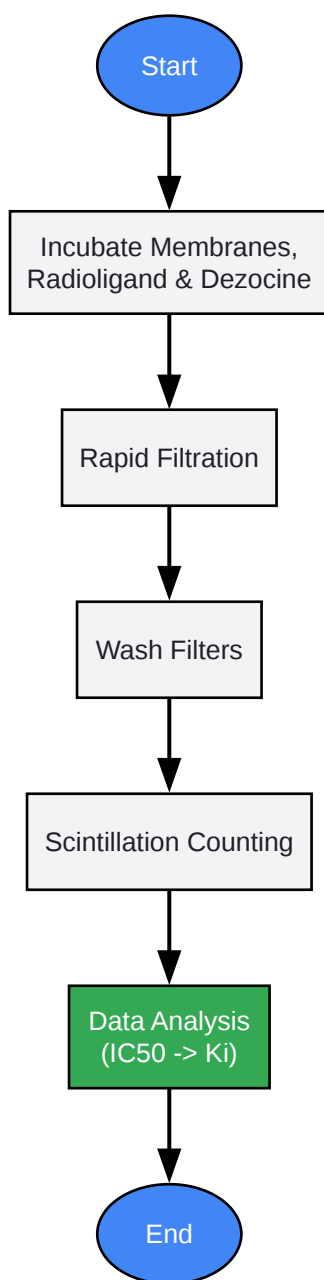 Start
Incubate Membranes,
Radioligand & Dezocine
Rapid Filtration
Wash Filters
Scintillation Counting
Data Analysis
(IC50 -> Ki)
End